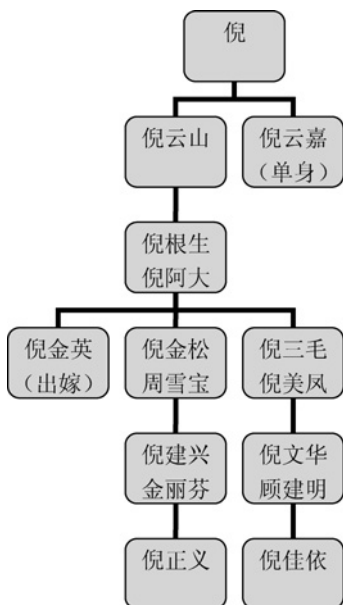 倪
倪云山
倪云嘉
（单身）
倪根生
倪阿大
倪金英
（出嫁）
倪金松
周雪宝
倪三毛
倪美凤
倪建兴
金丽芬
倪文华
顾建明
倪正义
倪佳依